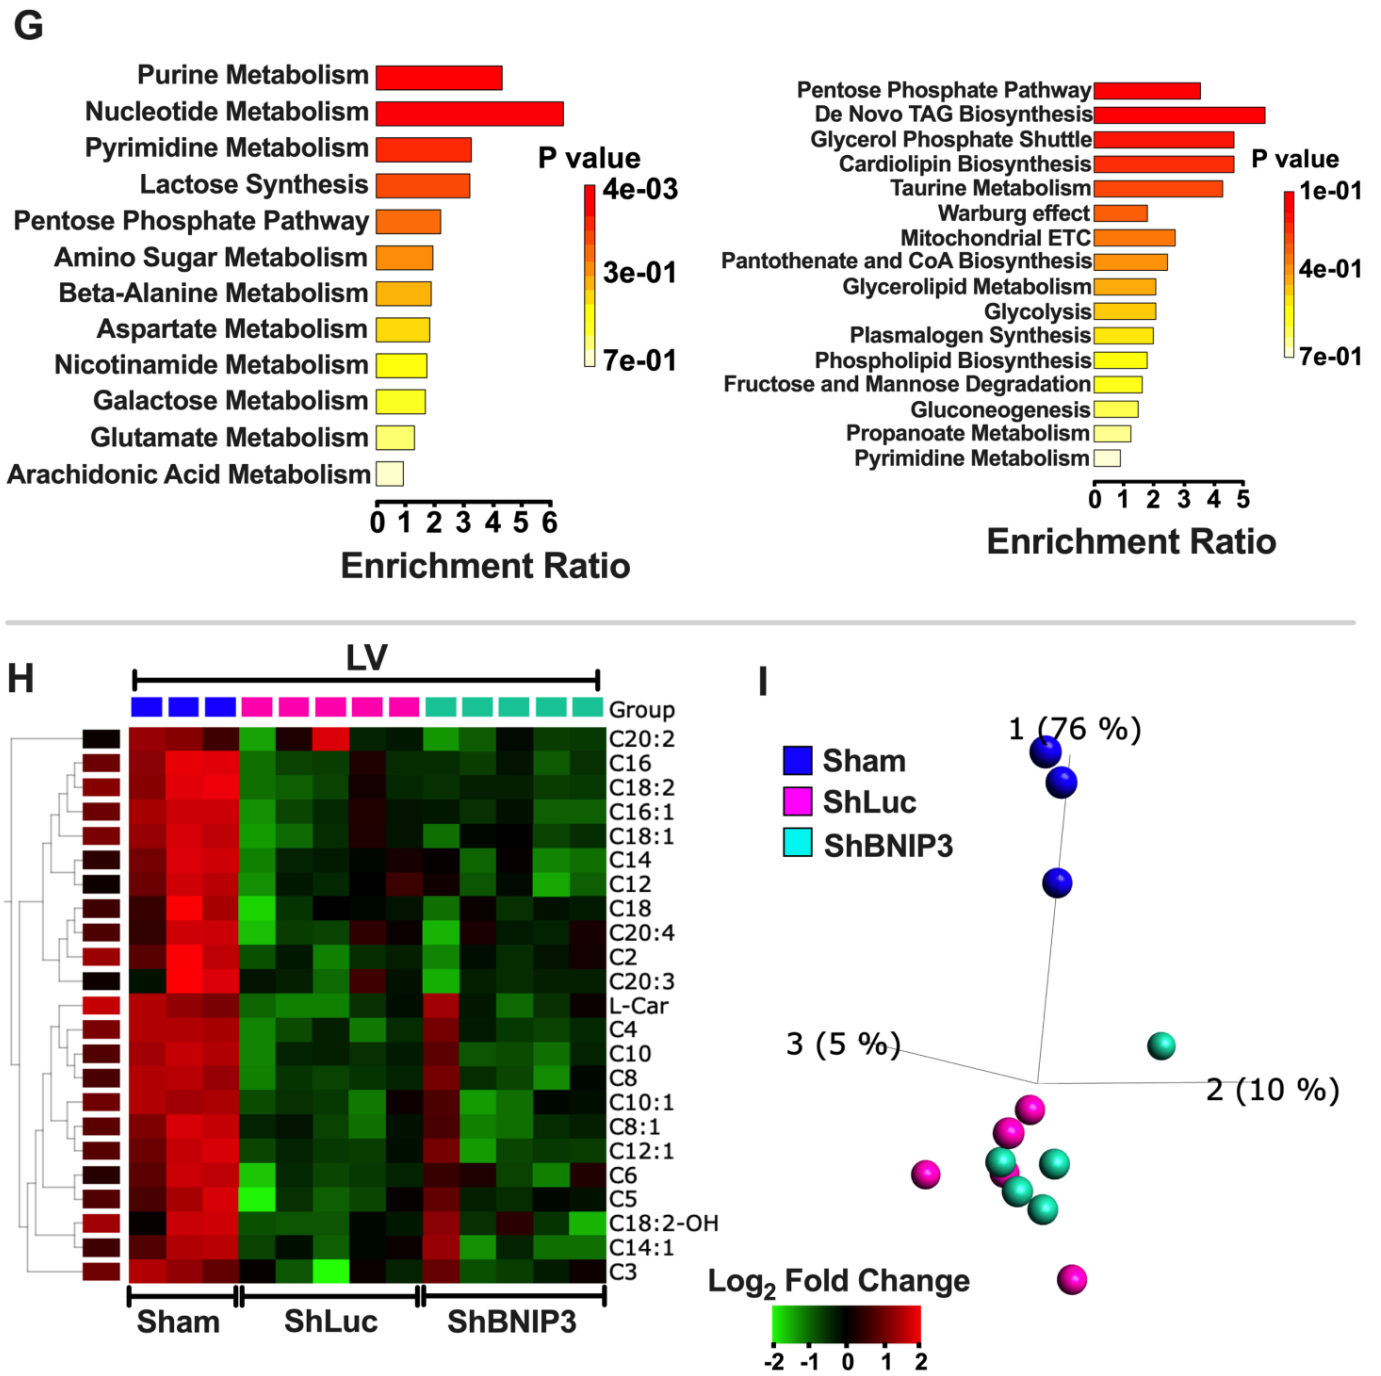 G
Purine Metabolism
Nucleotide Metabolism
Pyrimidine Metabolism
Lactose Synthesis
Pentose Phosphate Pathway
Amino Sugar Metabolism
Beta-Alanine Metabolism
Aspartate Metabolism
Nicotinamide Metabolism
Galactose Metabolism
Glutamate Metabolism
Arachidonic Acid Metabolism
0 1 2 3 4 5 6
Enrichment Ratio
P value
4e-03
3e-01
7e-01
Pentose Phosphate Pathway
De Novo TAG Biosynthesis
Glycerol Phosphate Shuttle
Cardiolipin Biosynthesis
Taurine Metabolism
Warburg effect
Mitochondrial ETC
Pantothenate and CoA Biosynthesis
Glycerolipid Metabolism
Glycolysis
Plasmalogen Synthesis
Phospholipid Biosynthesis
Fructose and Mannose Degradation
Gluconeogenesis
Propanoate Metabolism
Pyrimidine Metabolism
0 1 2 3 4 5
Enrichment Ratio
P value
1e-01
4e-01
7e-01
H
LV
Group
C20:2
C16
C18:2
C16:1
C18:1
C14
C12
C18
C20:4
C2
C20:3
L-Car
C4
C10
C8
C10:1
C8:1
C12:1
C6
C5
C18:2-OH
C14:1
C3
Sham ShLuc ShBNIP3
I
Sham
ShLuc
ShBNIP3
1 (76 %)
3 (5 %)
2 (10 %)
Log2 Fold Change
-2 -1 0 1 2